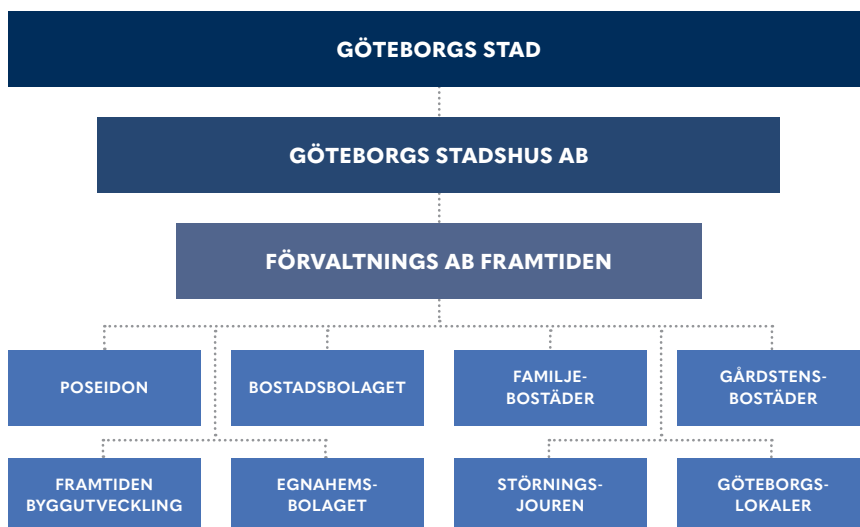 GÖTEBORGS STAD
GÖTEBORGS STADSHUS AB
FÖRVALTNINGS AB FRAMTIDEN
POSEIDON
BOSTADSBOLAGET
FAMILJE-
BOSTÄDER
GÅRDSTENS-
BOSTÄDER
FRAMTIDEN
BYGGUTVECKLING
EGNAHEMS-
BOLAGET
STÖRNINGS-
JOUREN
GÖTEBORGS-
LOKALER